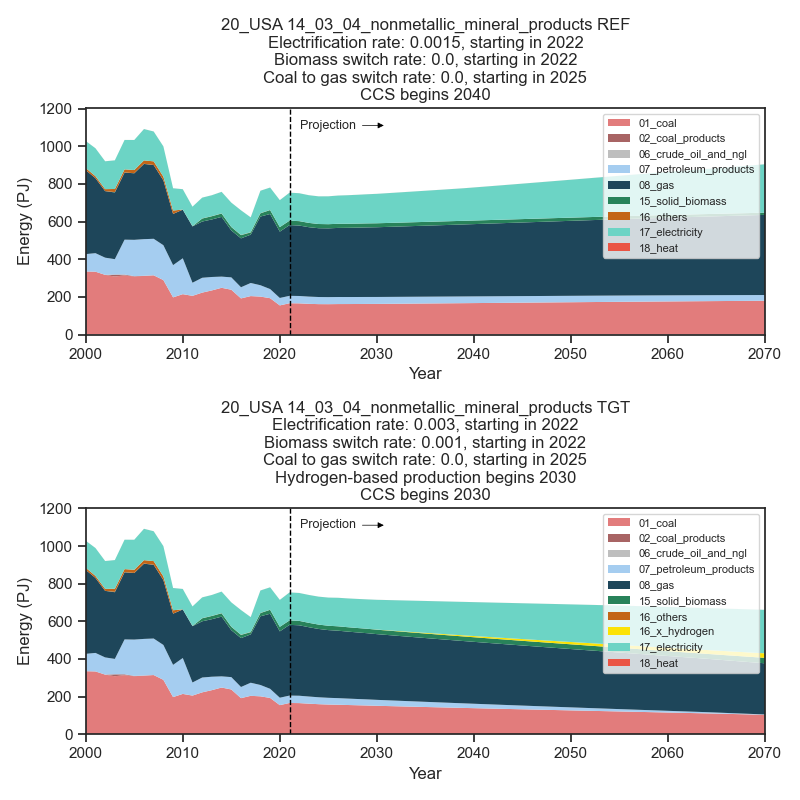 20_USA 14_03_04_nonmetallic_mineral_products REF
Electrification rate: 0.0015, starting in 2022
Biomass switch rate: 0.0, starting in 2022
Coal to gas switch rate: 0.0, starting in 2025
CCS begins 2040
1200
1000
800
600
400
200
0
Energy (PJ)
Projection
01_coal
02_coal_products
06_crude_oil_and_ngl
07_petroleum_products
08_gas
15_solid_biomass
16_others
17_electricity
18_heat
2000 2010 2020 2030 2040 2050 2060 2070
Year
20_USA 14_03_04_nonmetallic_mineral_products TGT
Electrification rate: 0.003, starting in 2022
Biomass switch rate: 0.001, starting in 2022
Coal to gas switch rate: 0.0, starting in 2025
Hydrogen-based production begins 2030
CCS begins 2030
1200
1000
800
600
400
200
0
Energy (PJ)
Projection
01_coal
02_coal_products
06_crude_oil_and_ngl
07_petroleum_products
08_gas
15_solid_biomass
16_others
16_x_hydrogen
17_electricity
18_heat
2000 2010 2020 2030 2040 2050 2060 2070
Year